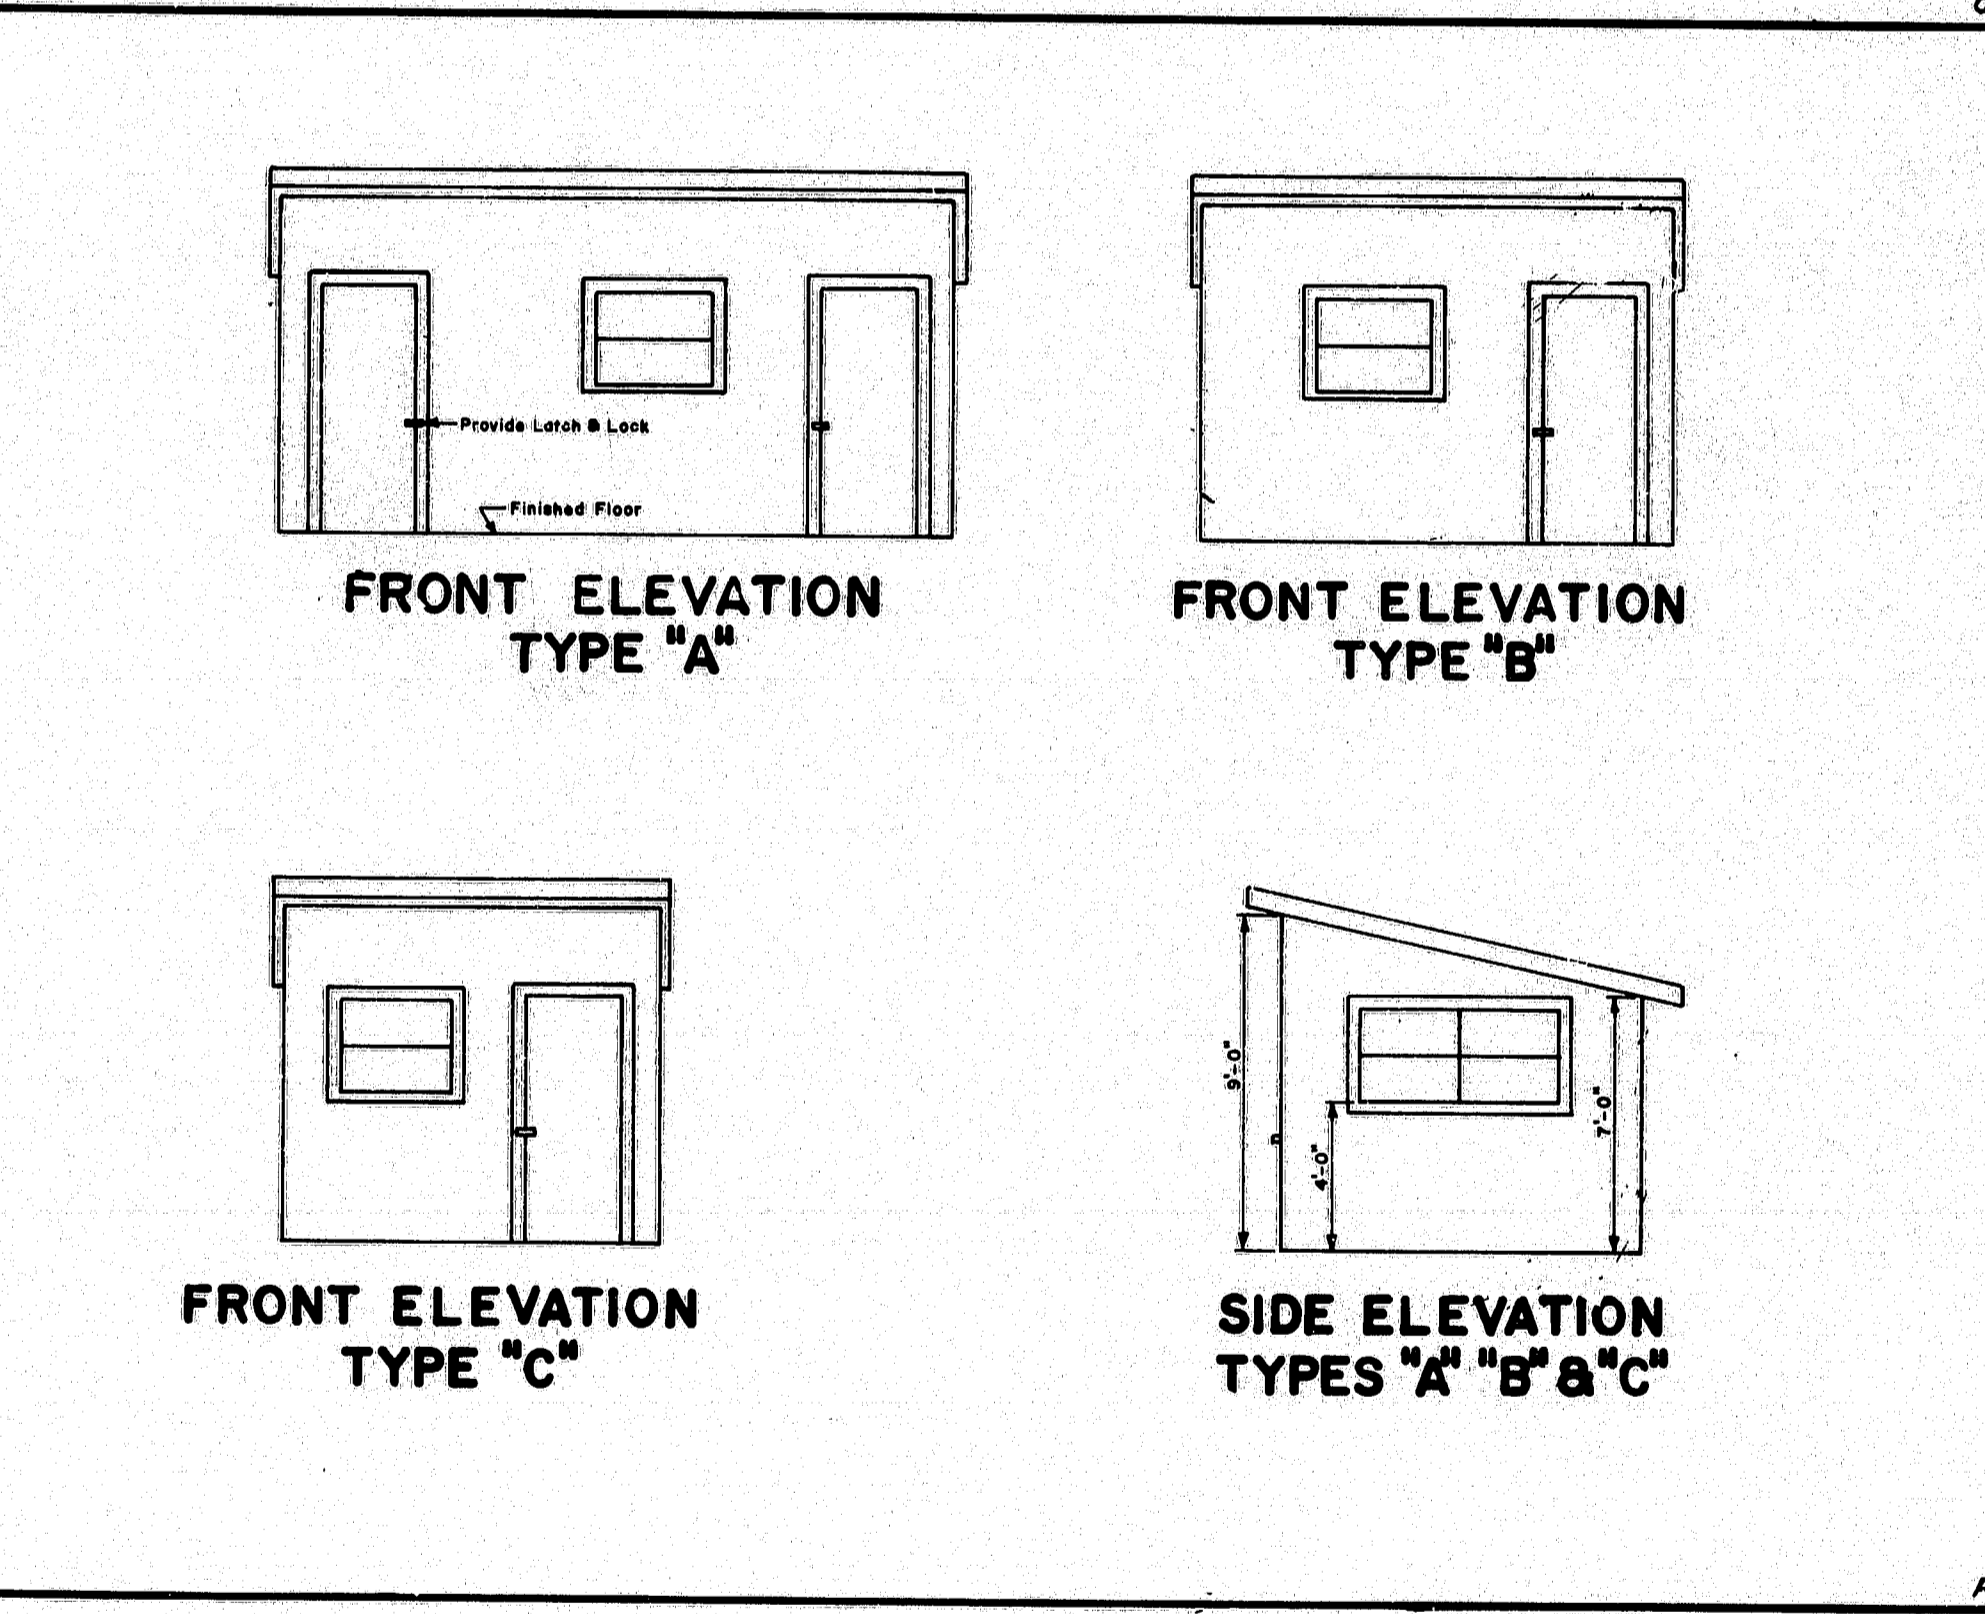 Provide Latch & Lock
Finished Floor
FRONT ELEVATION
TYPE "A"
FRONT ELEVATION
TYPE "B"
FRONT ELEVATION
TYPE "C"
9'-0"
4'-0"
7'-0"
SIDE ELEVATION
TYPES "A" "B" & "C"